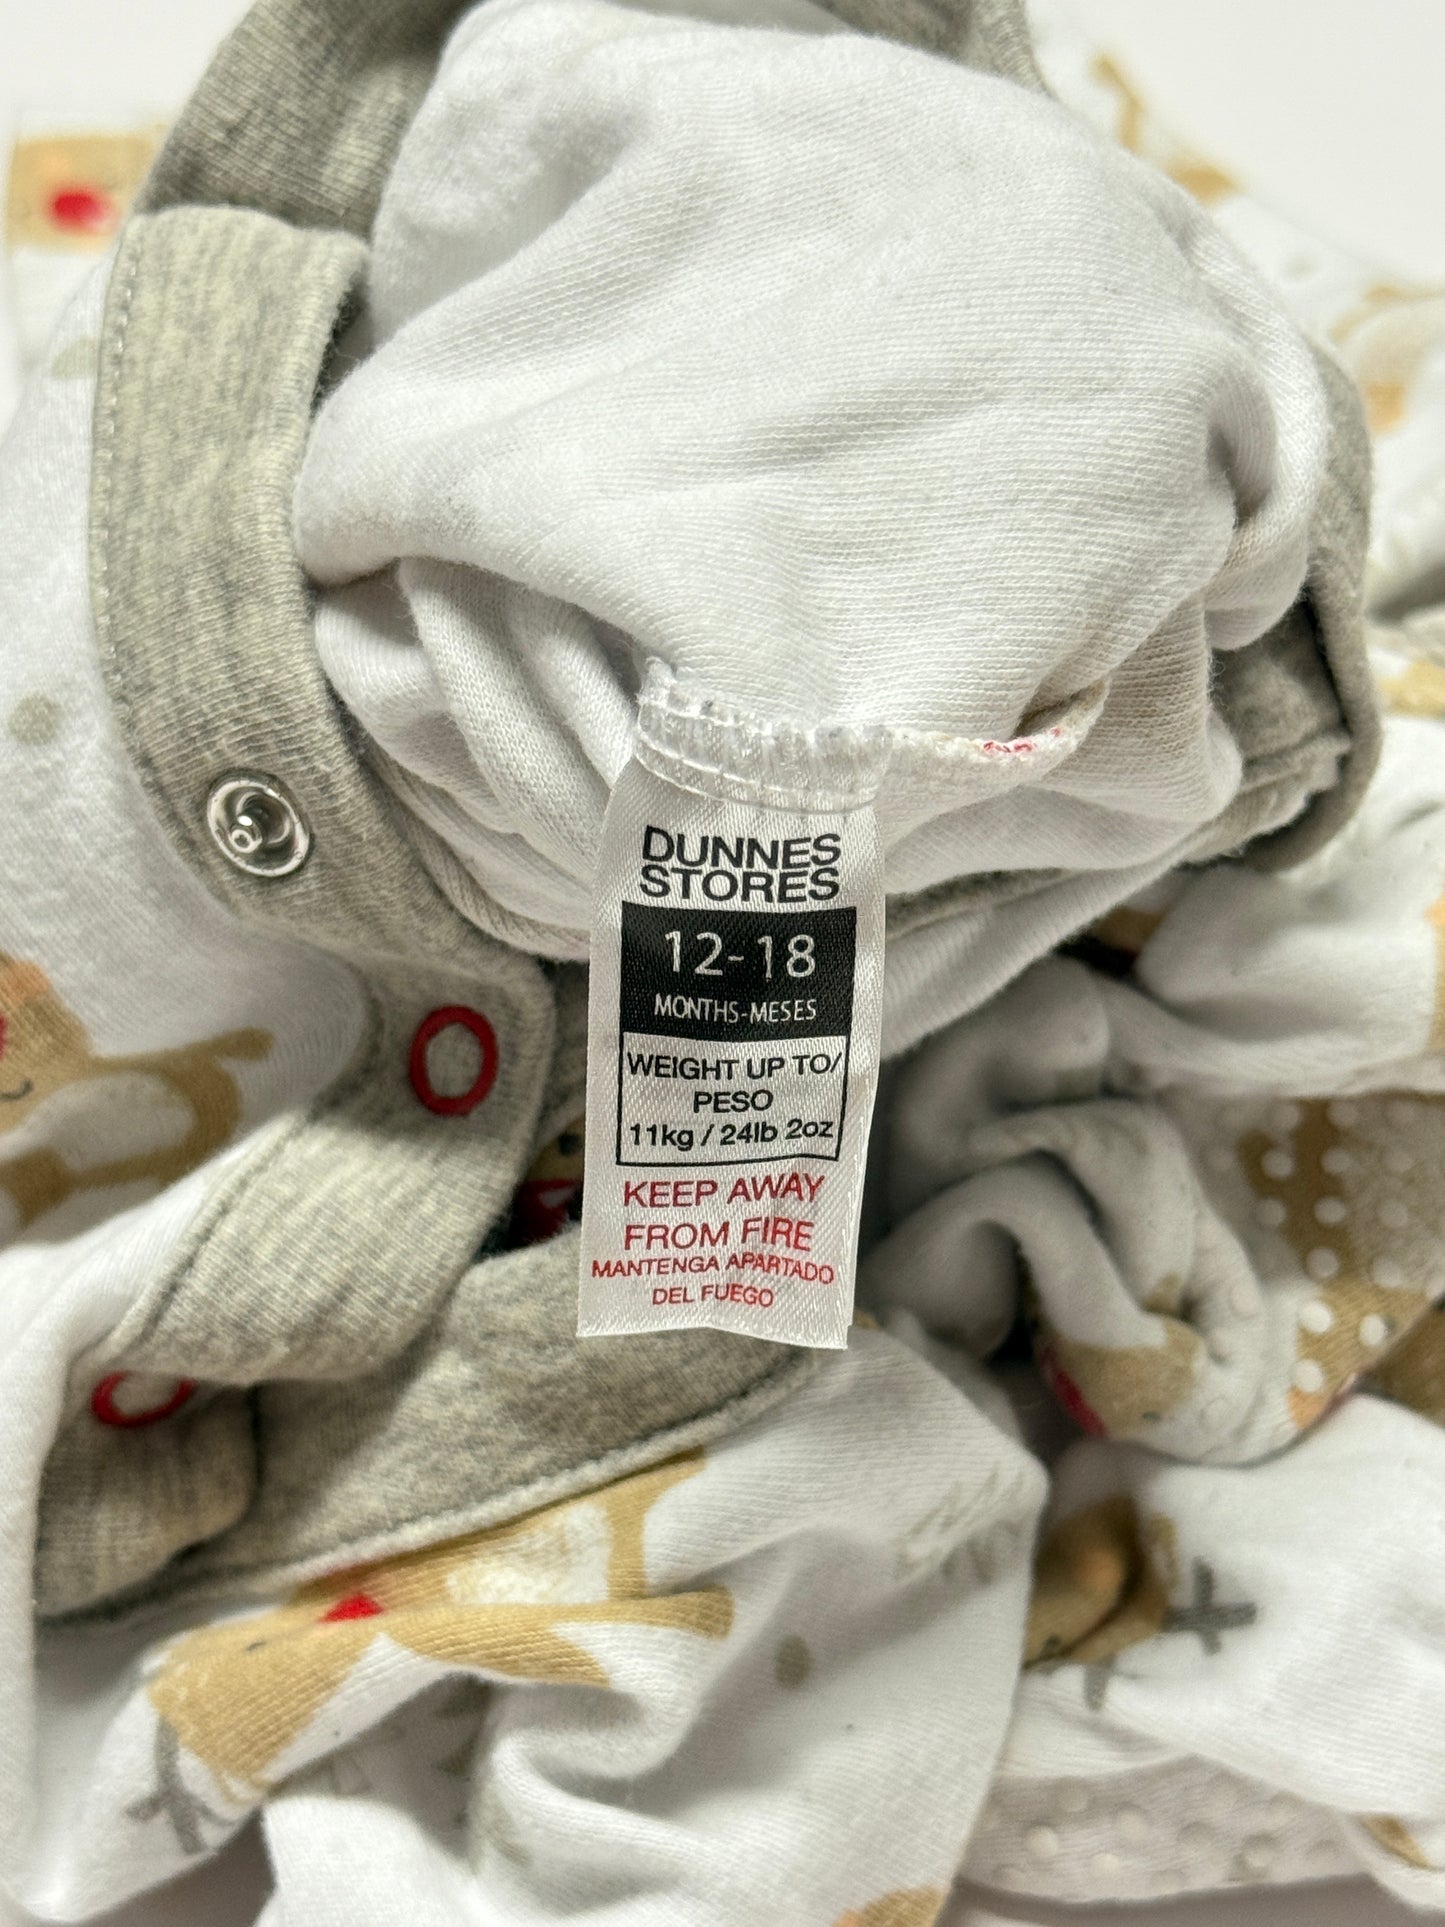 DUNNES
STORES
12-18
MONTHS-MESES
WEIGHT UP TO/
PESO
11kg / 24lb 2oz
KEEP AWAY
FROM FIRE
MANTENGA APARTADO
DEL FUEGO